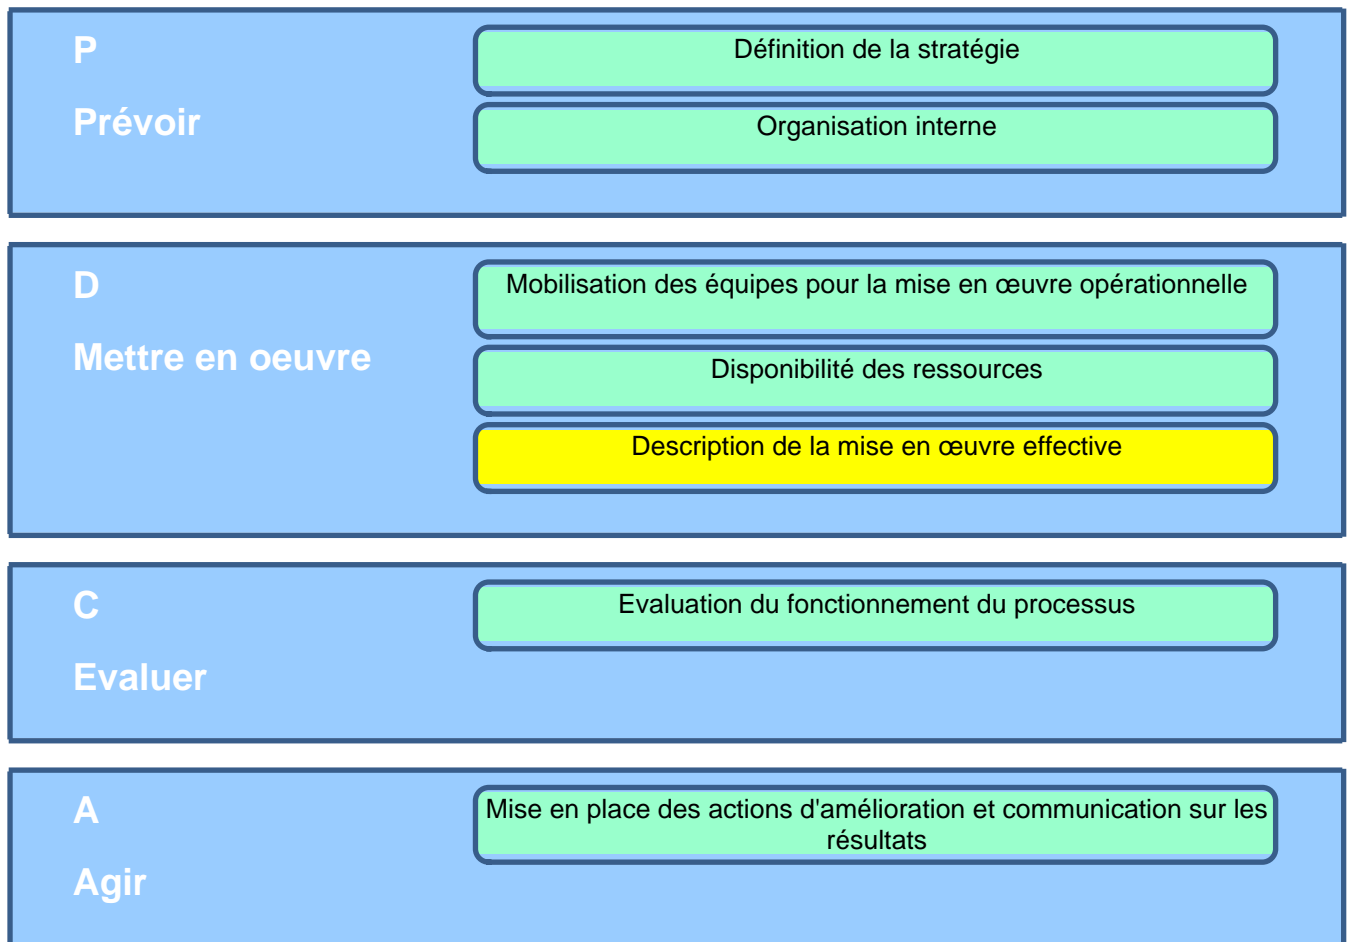 P
Prévoir
Définition de la stratégie
Organisation interne
D
Mettre en oeuvre
Mobilisation des équipes pour la mise en œuvre opérationnelle
Disponibilité des ressources
Description de la mise en œuvre effective
C
Evaluer
Evaluation du fonctionnement du processus
A
Agir
Mise en place des actions d'amélioration et communication sur les
résultats